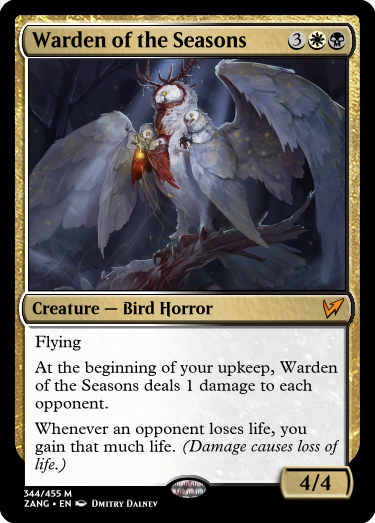 Warden of the Seasons 3
Creature — Bird Horror
Flying
At the beginning of your upkeep, Warden
of the Seasons deals 1 damage to each
opponent.
Whenever an opponent loses life, you
gain that much life. (Damage causes loss of
life.)
4/4
344/455 M
ZANG • EN Dmitry Dalnev